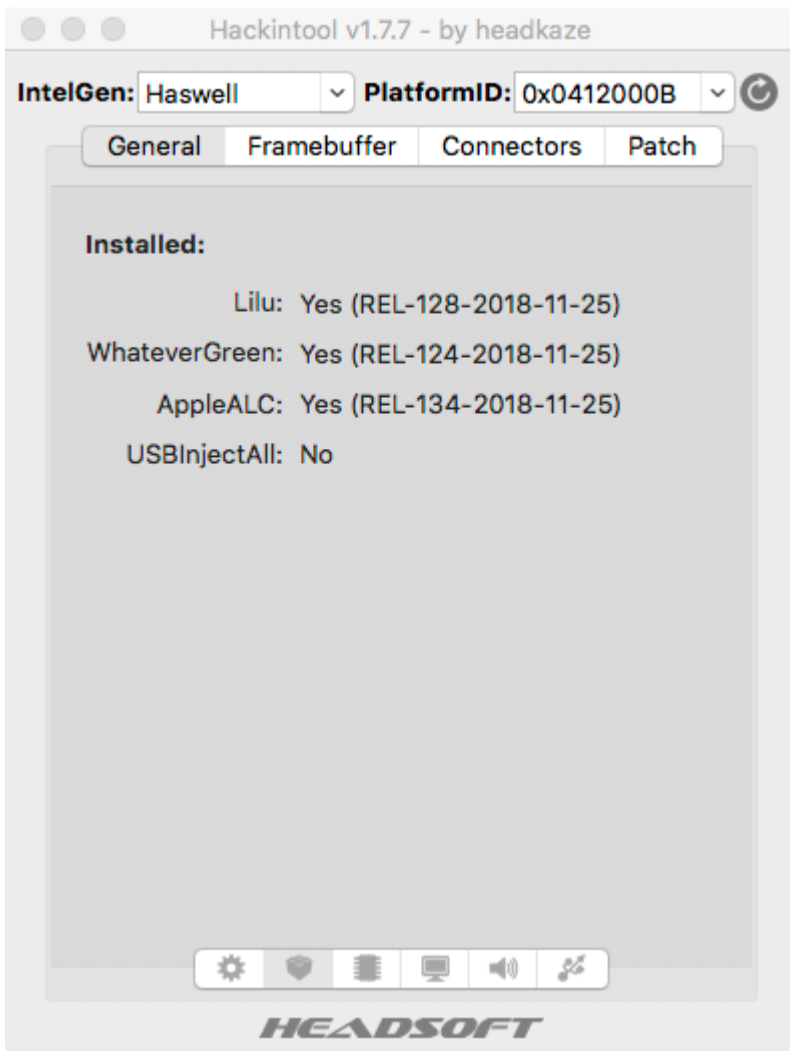 Hackintool v1.7.7 - by headkaze
IntelGen: Haswell PlatformID: 0x0412000B
General Framebuffer Connectors Patch
Installed:
Lilu: Yes (REL-128-2018-11-25)
WhateverGreen: Yes (REL-124-2018-11-25)
AppleALC: Yes (REL-134-2018-11-25)
USBInjectAll: No
HEADSOFT